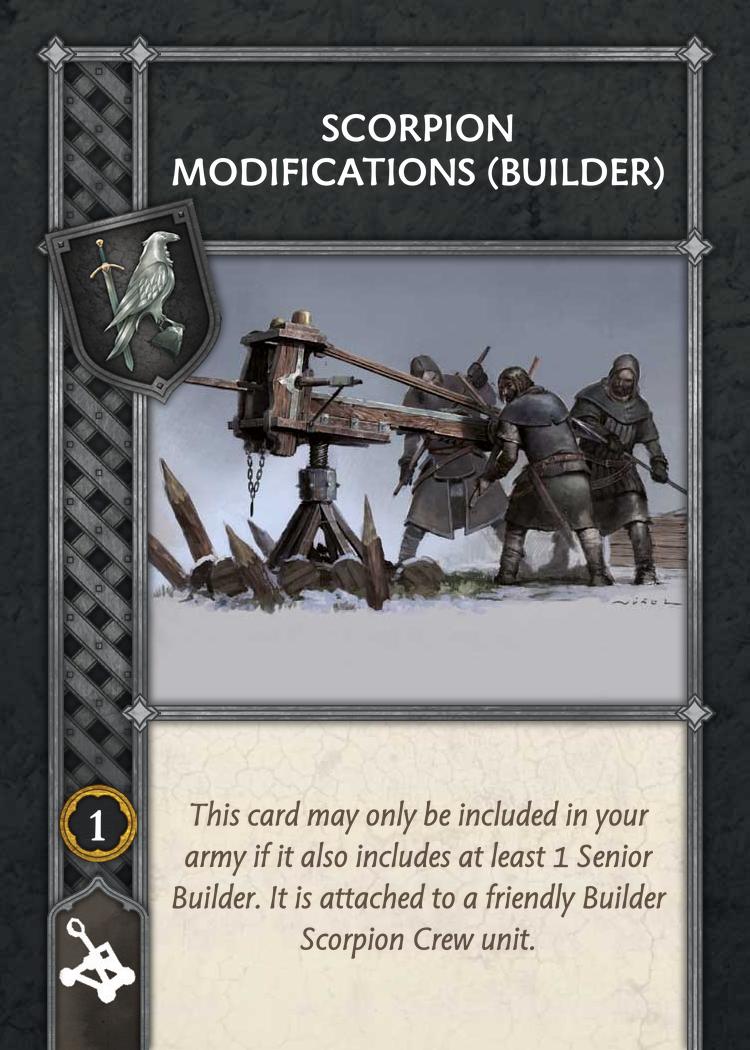 SCORPION
MODIFICATIONS (BUILDER)
1
This card may only be included in your
army if it also includes at least 1 Senior
Builder. It is attached to a friendly Builder
Scorpion Crew unit.